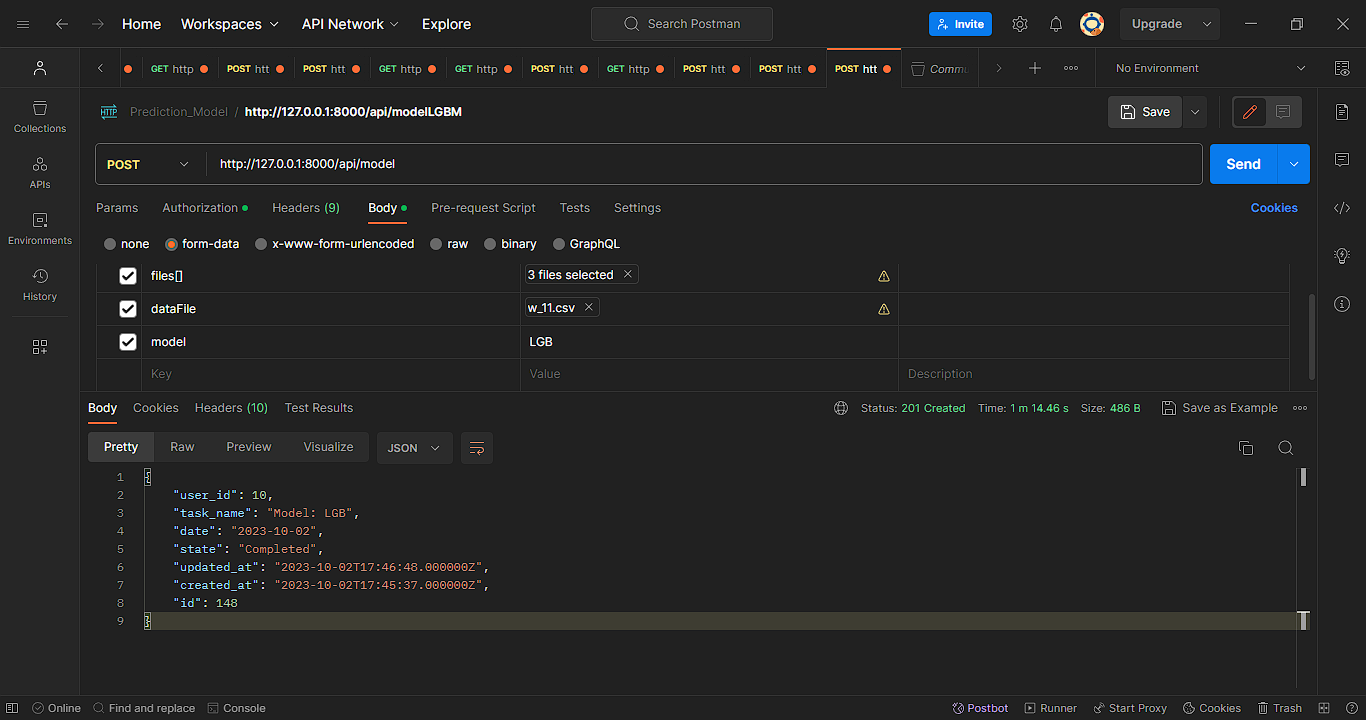 Home Workspaces API Network Explore Search Postman Invite Upgrade
GET http POST htt POST htt GET http GET http POST htt GET http POST htt POST htt POST htt Commu No Environment
HTTP Prediction_Model / http://127.0.0.1:8000/api/modelLGBM Save
Collections
APIs
Environments
History
POST http://127.0.0.1:8000/api/model Send
Params Authorization Headers (9) Body Pre-request Script Tests Settings Cookies
none form-data x-www-form-urlencoded raw binary GraphQL
files[] 3 files selected
dataFile w_11.csv
model LGB
Key Value Description
Body Cookies Headers (10) Test Results Status: 201 Created Time: 1 m 14.46 s Size: 486 B Save as Example
Pretty Raw Preview Visualize JSON
1 {
2 "user_id": 10,
3 "task_name": "Model: LGB",
4 "date": "2023-10-02",
5 "state": "Completed",
6 "updated_at": "2023-10-02T17:46:48.000000Z",
7 "created_at": "2023-10-02T17:45:37.000000Z",
8 "id": 148
9 }
Online Find and replace Console Postbot Runner Start Proxy Cookies Trash